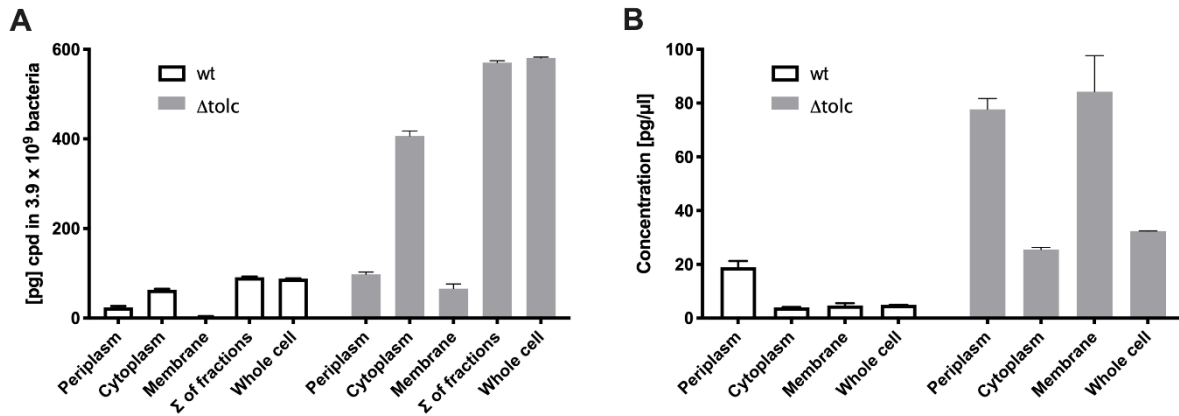 A
B
[pg] cpd in 3.9 x 10⁹ bacteria
600
400
200
0
wt
Δtolc
Periplasm
Cytoplasm
Membrane
Σ of fractions
Whole cell
Periplasm
Cytoplasm
Membrane
Σ of fractions
Whole cell
Concentration [pg/µl]
100
80
60
40
20
0
wt
Δtolc
Periplasm
Cytoplasm
Membrane
Whole cell
Periplasm
Cytoplasm
Membrane
Whole cell